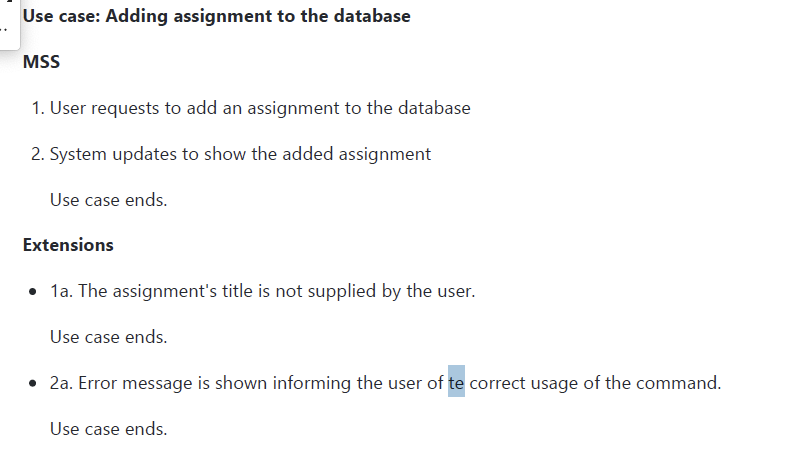 Use case: Adding assignment to the database
MSS
1. User requests to add an assignment to the database
2. System updates to show the added assignment
Use case ends.
Extensions
• 1a. The assignment's title is not supplied by the user.
Use case ends.
• 2a. Error message is shown informing the user of te correct usage of the command.
Use case ends.